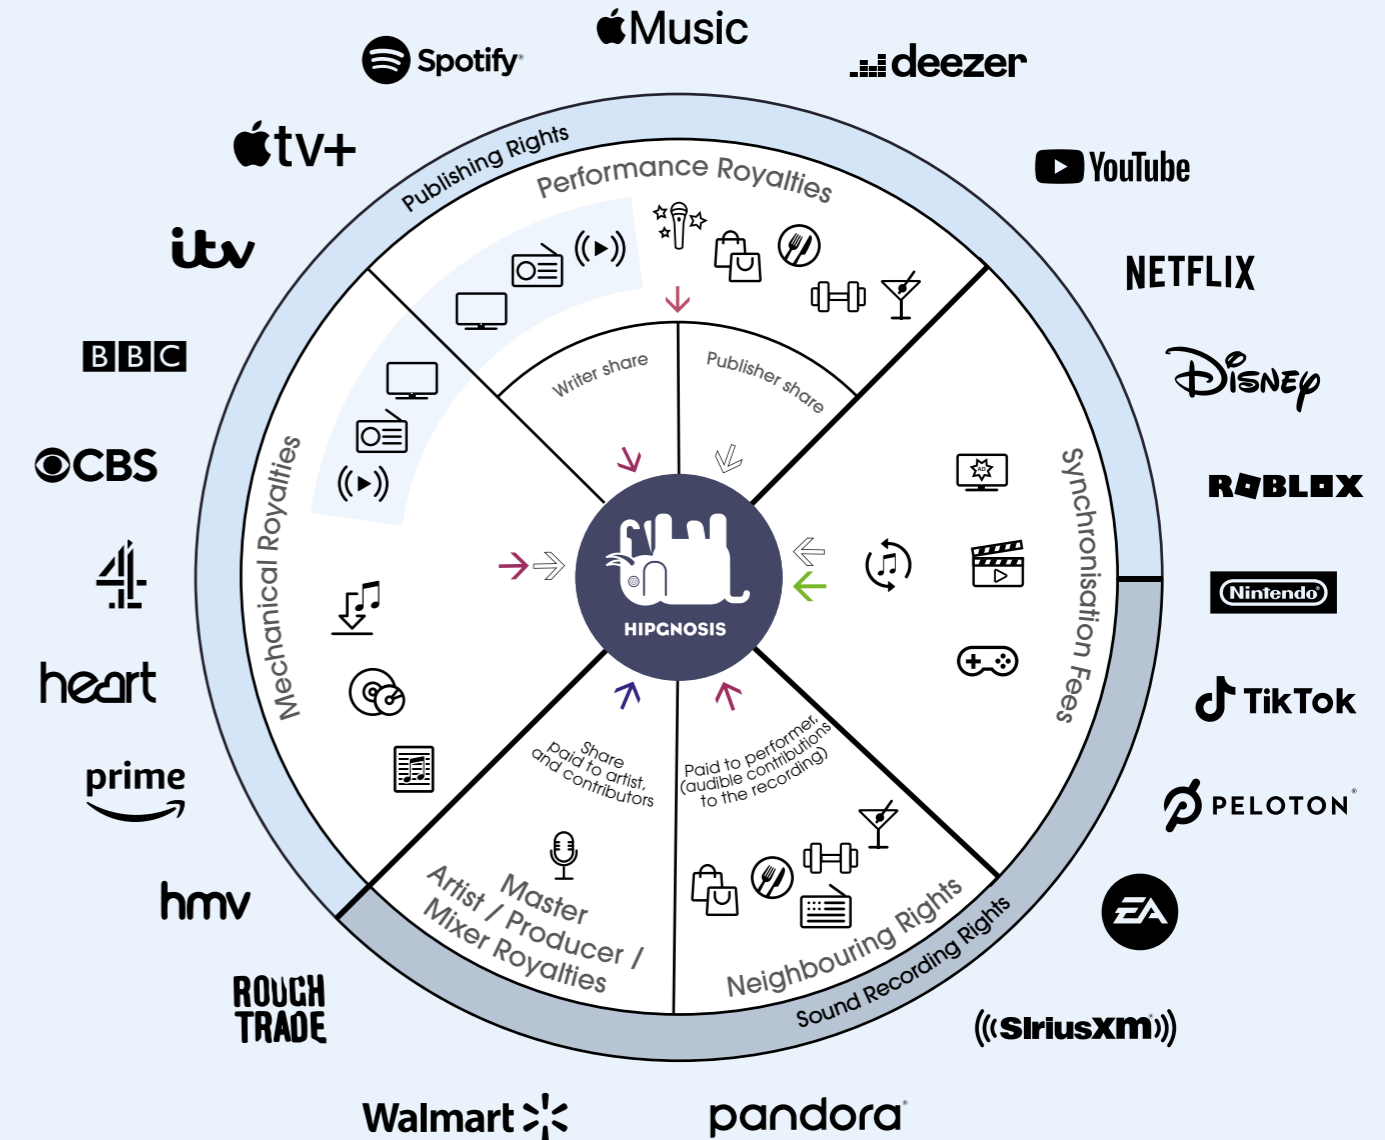 Music
Spotify®
deezer
tv+
YouTube
itv
NETFLIX
BBC
DISNEY
CBS
ROBLOX
4
Nintendo®
heart
TikTok
prime
PELOTON®
hmv
EA
ROUGH
TRADE
((SiriusXM))
Walmart
pandora®
Publishing Rights
Performance Royalties
Writer share
Publisher share
Mechanical Royalties
Synchronisation Fees
AD
HIPGNOSIS
Share
paid to artist,
and contributors
Paid to performer,
(audible contributions
to the recording)
Master
Artist / Producer /
Mixer Royalties
Neighbouring Rights
Sound Recording Rights